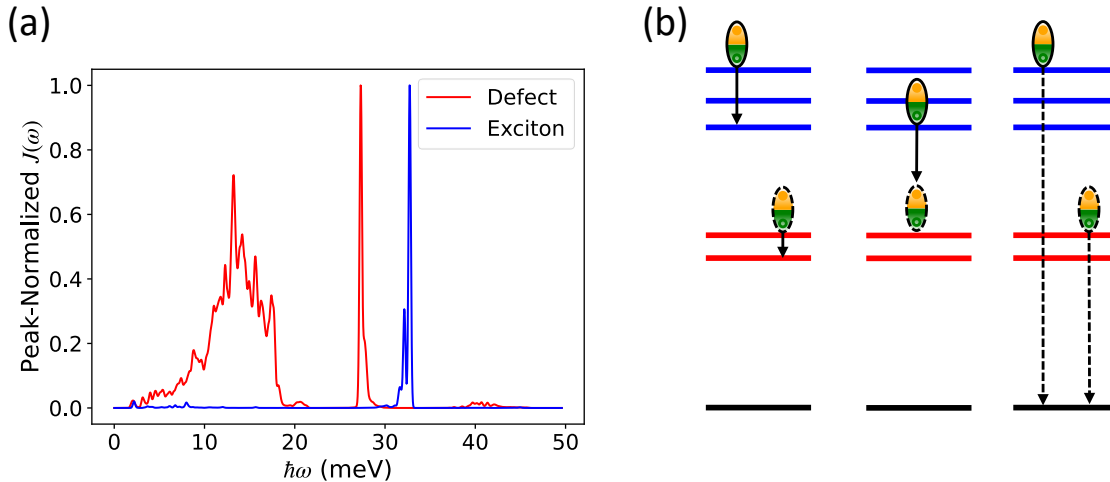 (a)
(b)
Peak-Normalized J(ω)
1.0
0.8
0.6
0.4
0.2
0.0
Defect
Exciton
0
10
20
30
40
50
ℏω (meV)